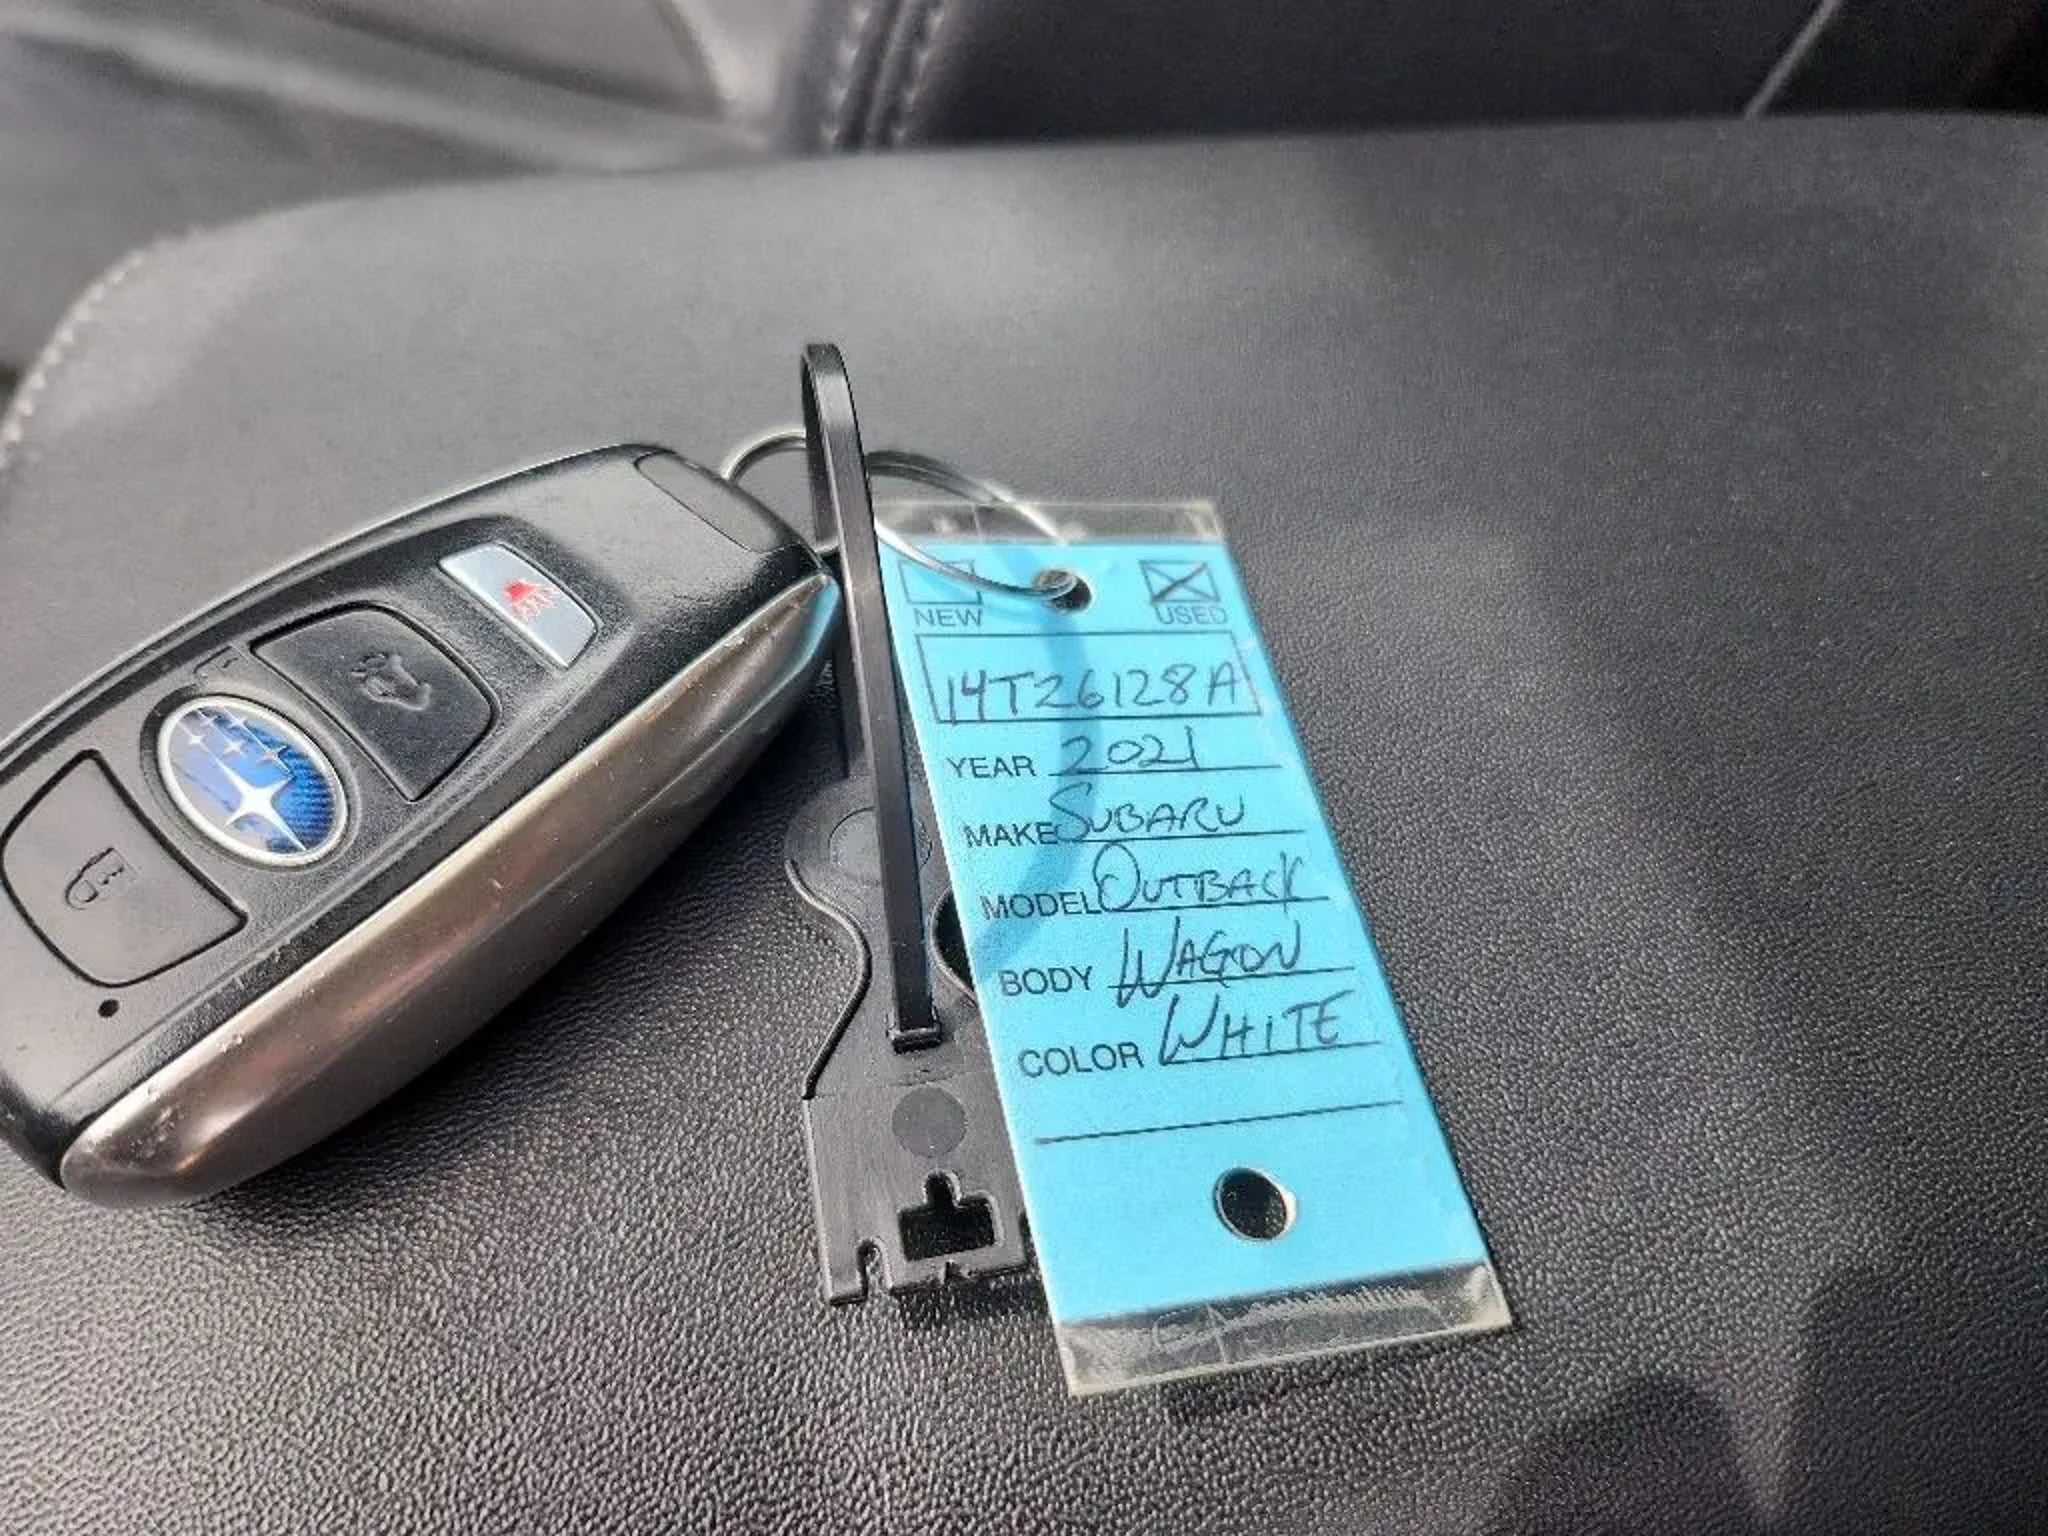 NEW USED
14T26128A
YEAR 2021
MAKE SUBARU
MODEL OUTBACK
BODY WAGON
COLOR WHITE